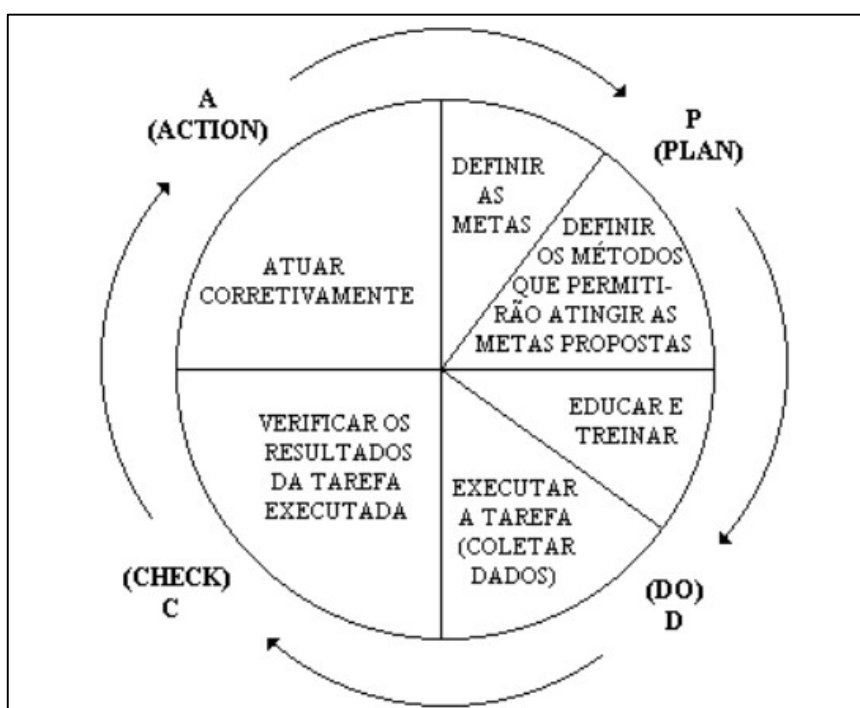 A
(ACTION)
P
(PLAN)
DEFINIR
AS
METAS
DEFINIR
OS MÉTODOS
QUE PERMITI-
RÃO ATINGIR AS
METAS PROPOSTAS
ATUAR
CORRETIVAMENTE
EDUCAR E
TREINAR
VERIFICAR OS
RESULTADOS
DA TAREFA
EXECUTADA
EXECUTAR
A TAREFA
(COLETAR
DADOS)
(CHECK)
C
(DO)
D